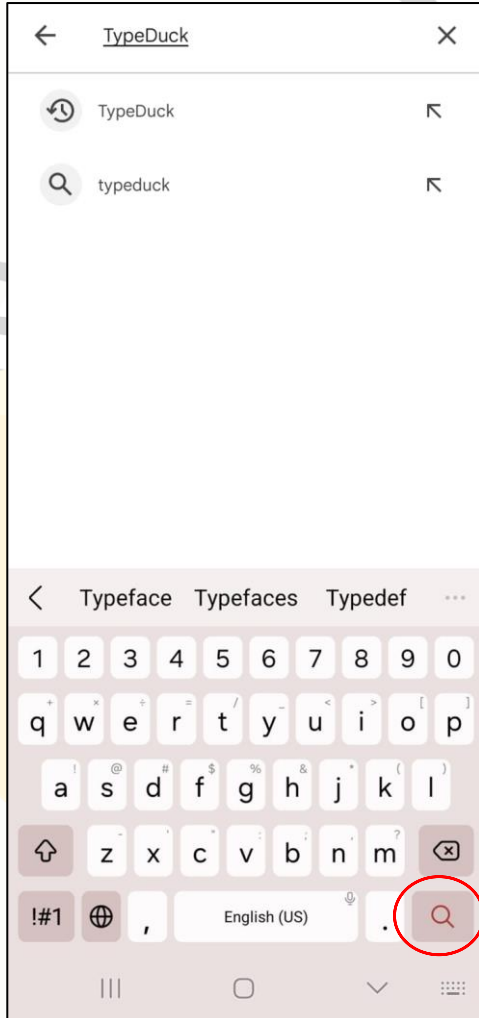 TypeDuck
TypeDuck
typeduck
Typeface Typefaces Typedef
1 2 3 4 5 6 7 8 9 0
+ × ÷ = / _ < > [ ]
q w e r t y u i o p
! @ # $ % & * ( )
a s d f g h j k l
- ' " : ; , ?
z x c v b n m
!#1 , English (US) .